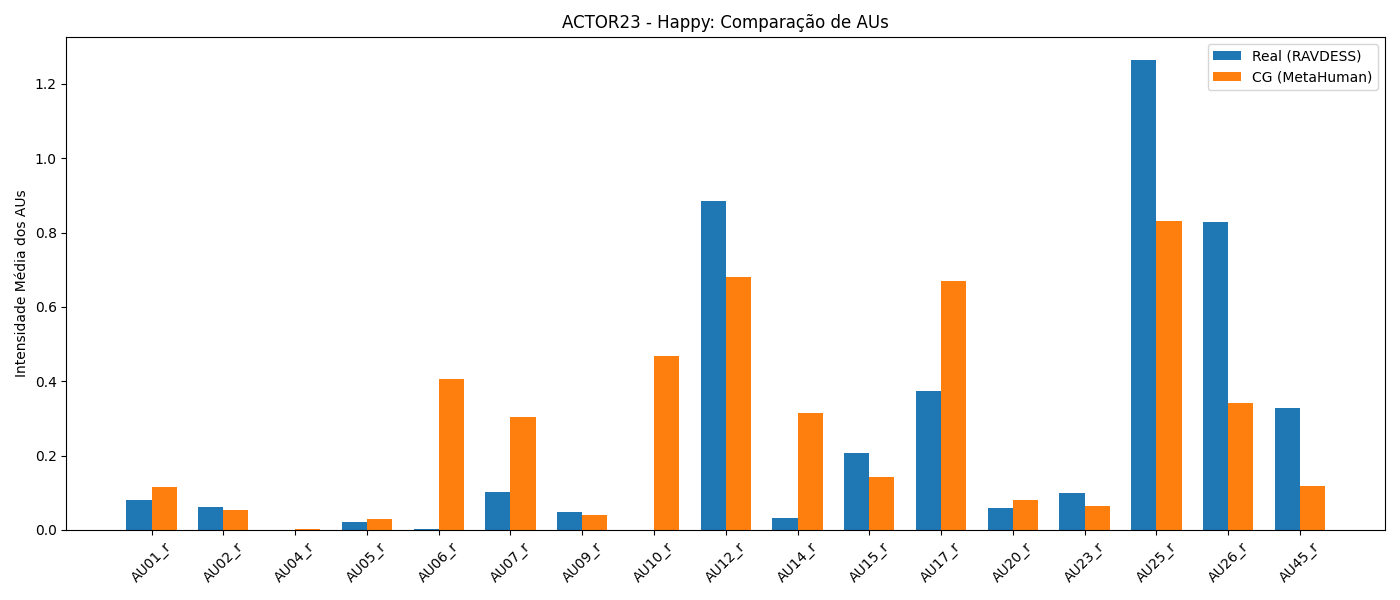 ACTOR23 - Happy: Comparação de AUs
Real (RAVDESS)
CG (MetaHuman)
Intensidade Média dos AUs
1.2
1.0
0.8
0.6
0.4
0.2
0.0
AU01_r
AU02_r
AU04_r
AU05_r
AU06_r
AU07_r
AU09_r
AU10_r
AU12_r
AU14_r
AU15_r
AU17_r
AU20_r
AU23_r
AU25_r
AU26_r
AU45_r